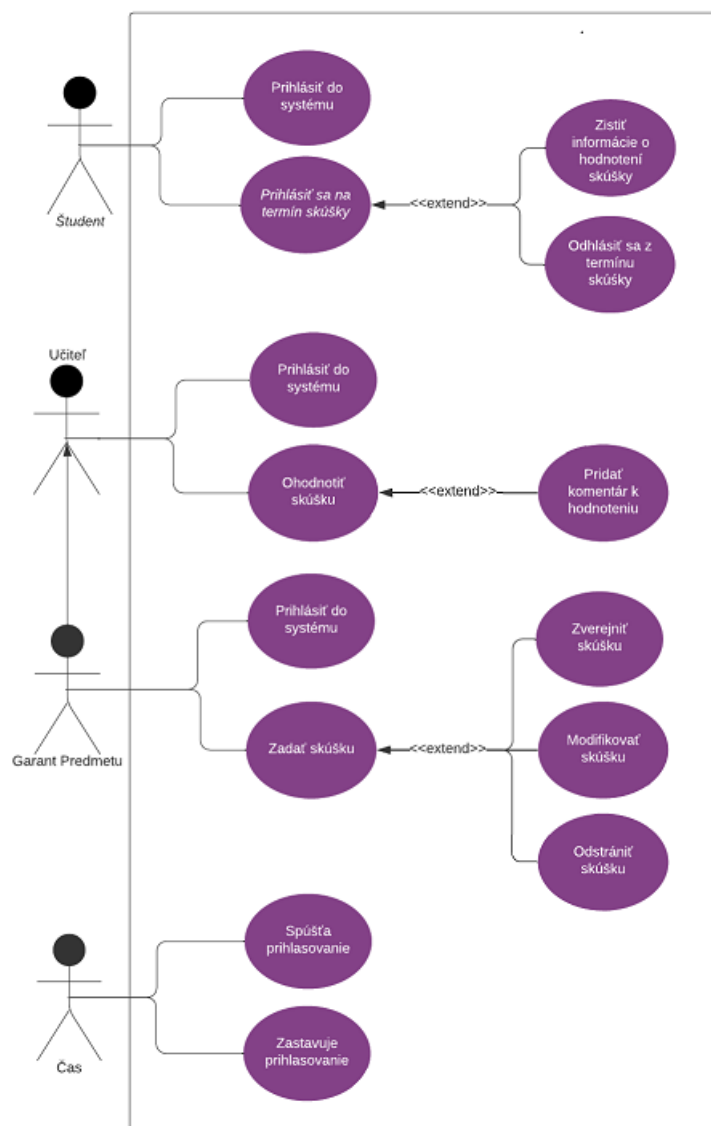 Prihlásiť do
systému
Zistiť
informácie o
hodnotení
skúšky
Prihlásiť sa na
termín skúšky
<<extend>>
Študent
Odhlásiť sa z
termínu
skúšky
Učiteľ
Prihlásiť do
systému
Ohodnotiť
skúšku
<<extend>>
Pridať
komentár k
hodnoteniu
Prihlásiť do
systému
Zverejniť
skúšku
Garant Predmetu
Zadať skúšku
<<extend>>
Modifikovať
skúšku
Odstrániť
skúšku
Spúšťa
prihlasovanie
Zastavuje
prihlasovanie
Čas